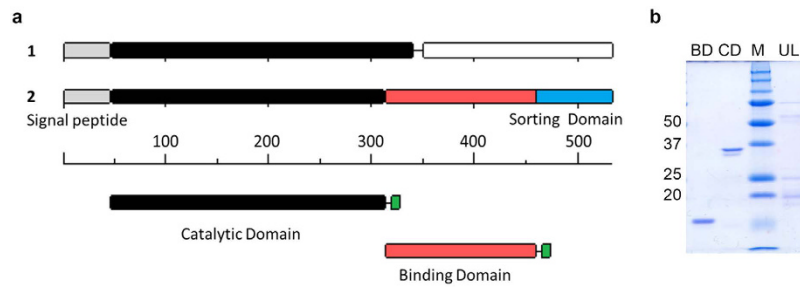 a
1
2
Signal peptide
Sorting Domain
100 200 300 400 500
Catalytic Domain
Binding Domain
b
BD CD M UL
50
37
25
20